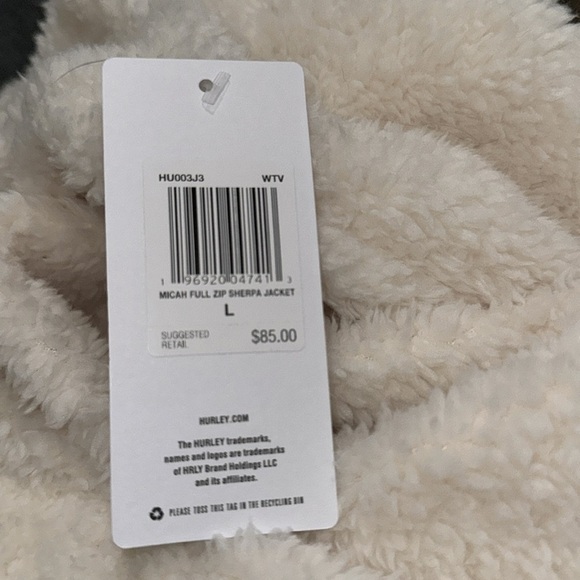 HU003J3 WTV
1 96920 04741 3
MICAH FULL ZIP SHERPA JACKET
L
SUGGESTED
RETAIL
$85.00
HURLEY.COM
The HURLEY trademarks,
names and logos are trademarks
of HRLY Brand Holdings LLC
and its affiliates.
PLEASE TOSS THIS TAG IN THE RECYCLING BIN